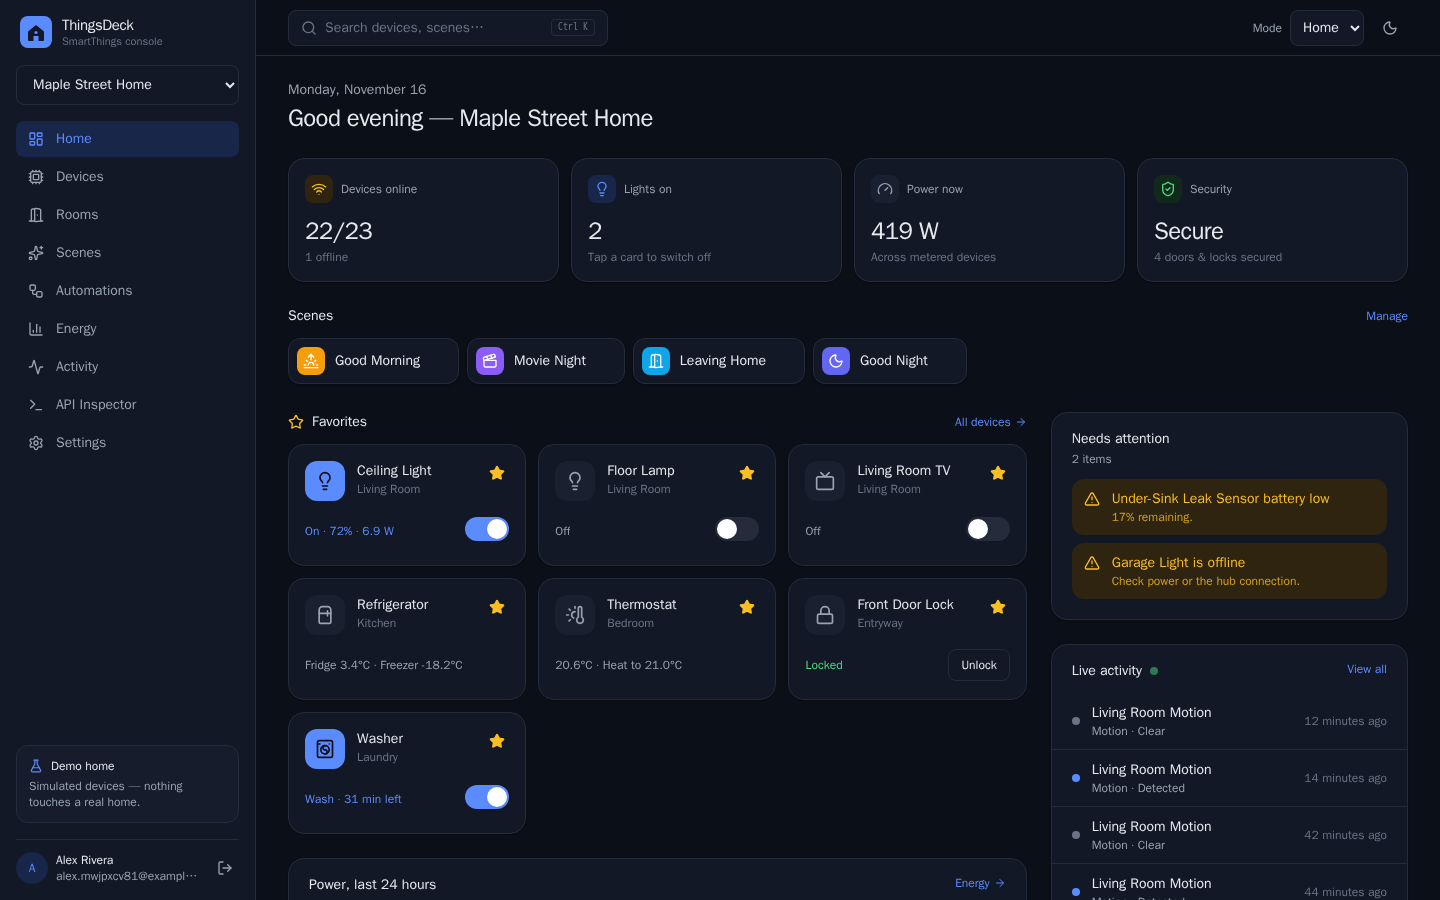 ThingsDeck
SmartThings console
Maple Street Home
Home
Devices
Rooms
Scenes
Automations
Energy
Activity
API Inspector
Settings
Demo home
Simulated devices — nothing
touches a real home.
A
Alex Rivera
alex.mwjpxcv81@exampl···
Search devices, scenes···
Ctrl K
Mode
Home
Monday, November 16
Good evening — Maple Street Home
Devices online
22/23
1 offline
Lights on
2
Tap a card to switch off
Power now
419 W
Across metered devices
Security
Secure
4 doors & locks secured
Scenes
Manage
Good Morning
Movie Night
Leaving Home
Good Night
Favorites
All devices →
Ceiling Light
Living Room
On · 72% · 6.9 W
Floor Lamp
Living Room
Off
Living Room TV
Living Room
Off
Refrigerator
Kitchen
Fridge 3.4°C · Freezer -18.2°C
Thermostat
Bedroom
20.6°C · Heat to 21.0°C
Front Door Lock
Entryway
Locked
Unlock
Washer
Laundry
Wash · 31 min left
Power, last 24 hours
Energy →
Needs attention
2 items
Under-Sink Leak Sensor battery low
17% remaining.
Garage Light is offline
Check power or the hub connection.
Live activity
View all
Living Room Motion
Motion · Clear
12 minutes ago
Living Room Motion
Motion · Detected
14 minutes ago
Living Room Motion
Motion · Clear
42 minutes ago
Living Room Motion
44 minutes ago